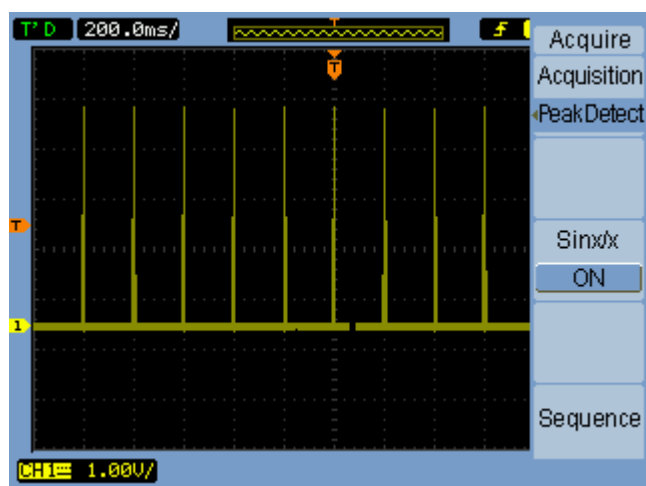 T'D 200.0ms/ T
Acquire
T
Acquisition
PeakDetect
T
Sinx/x
ON
1
Sequence
CH1 1.00V/